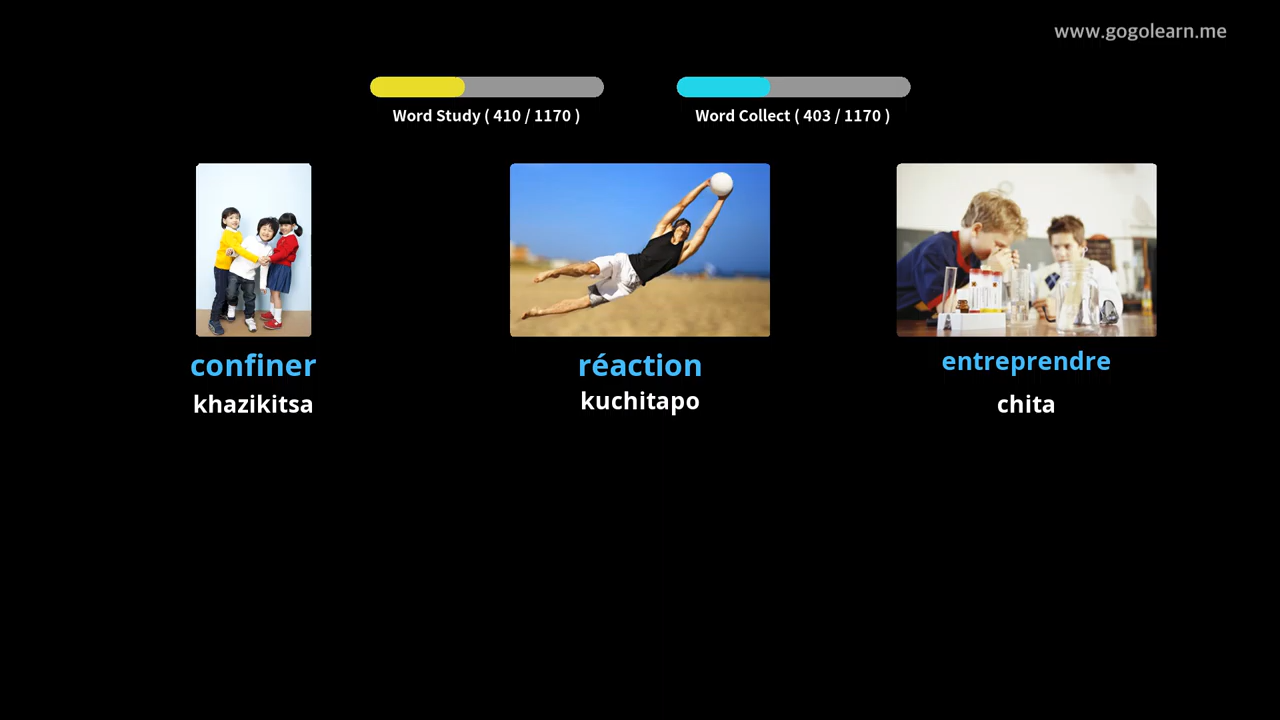 www.gogolearn.me
Word Study ( 410 / 1170 )
Word Collect ( 403 / 1170 )
confiner
khazikitsa
réaction
kuchitapo
entreprendre
chita